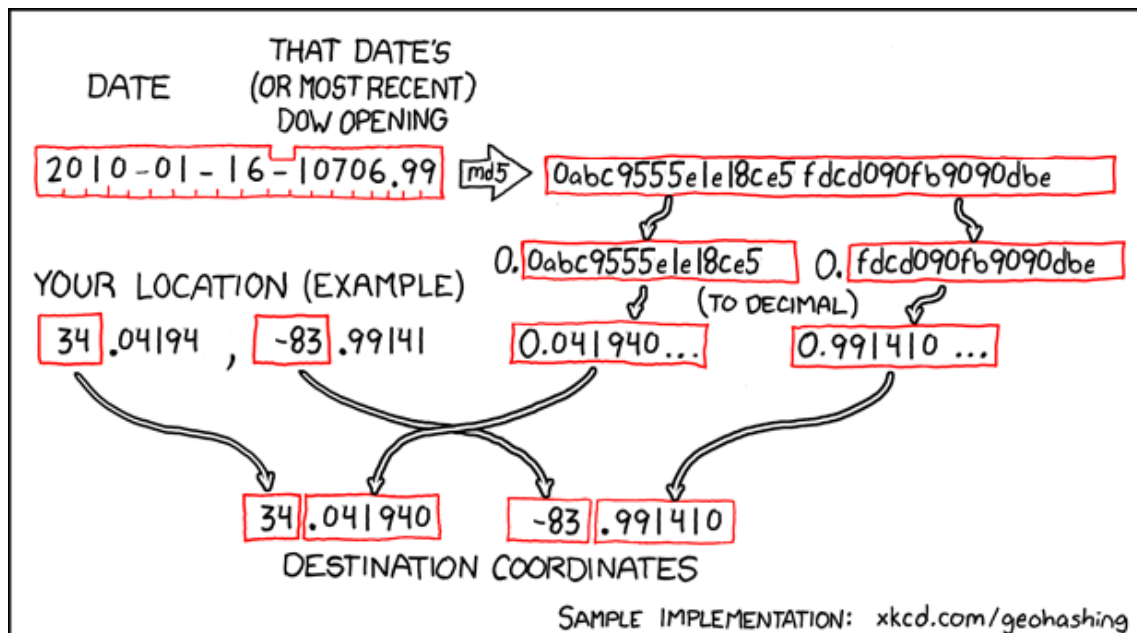 DATE
THAT DATE'S
(OR MOST RECENT)
DOW OPENING
2010-01-16-10706.99
md5
0abc9555e1e18ce5fdcd090fb9090dbe
0.0abc9555e1e18ce5
0.fdcd090fb9090dbe
YOUR LOCATION (EXAMPLE)
(TO DECIMAL)
34.04194, -83.99141
0.041940...
0.991410...
34.041940
-83.991410
DESTINATION COORDINATES
SAMPLE IMPLEMENTATION: xkcd.com/geohashing